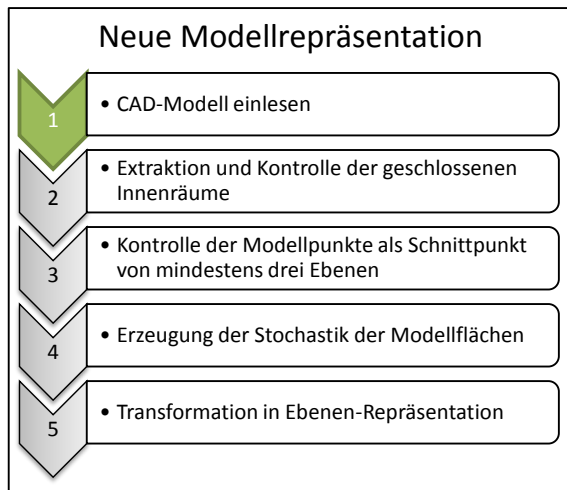 Neue Modellrepräsentation
1
• CAD-Modell einlesen
2
• Extraktion und Kontrolle der geschlossenen
Innenräume
3
• Kontrolle der Modellpunkte als Schnittpunkt
von mindestens drei Ebenen
4
• Erzeugung der Stochastik der Modellflächen
5
• Transformation in Ebenen-Repräsentation